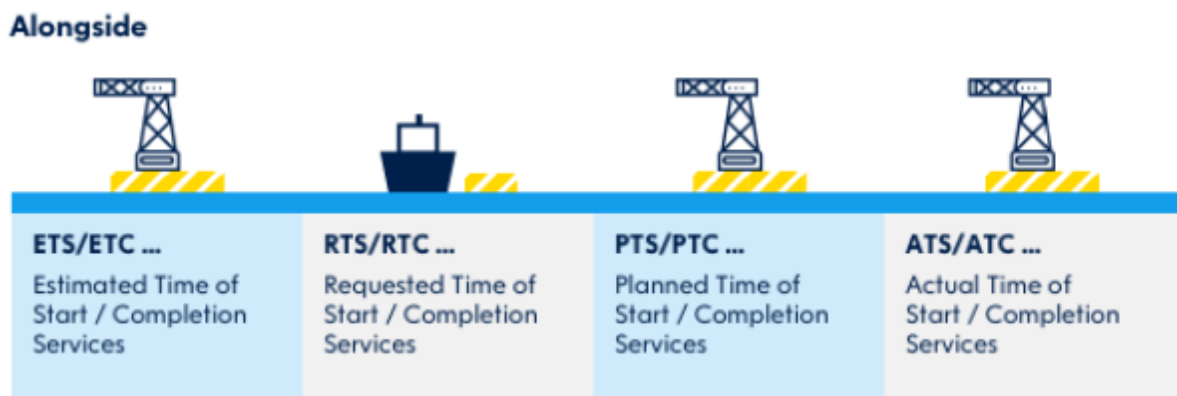 Alongside
ETS/ETC ...
Estimated Time of
Start / Completion
Services
RTS/RTC ...
Requested Time of
Start / Completion
Services
PTS/PTC ...
Planned Time of
Start / Completion
Services
ATS/ATC ...
Actual Time of
Start / Completion
Services